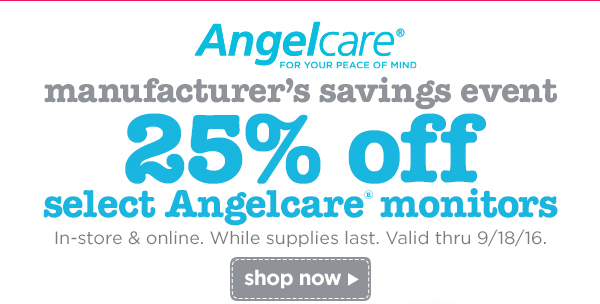 Angelcare®
FOR YOUR PEACE OF MIND
manufacturer's savings event
25% off
select Angelcare® monitors
In-store & online. While supplies last. Valid thru 9/18/16.
shop now ▶